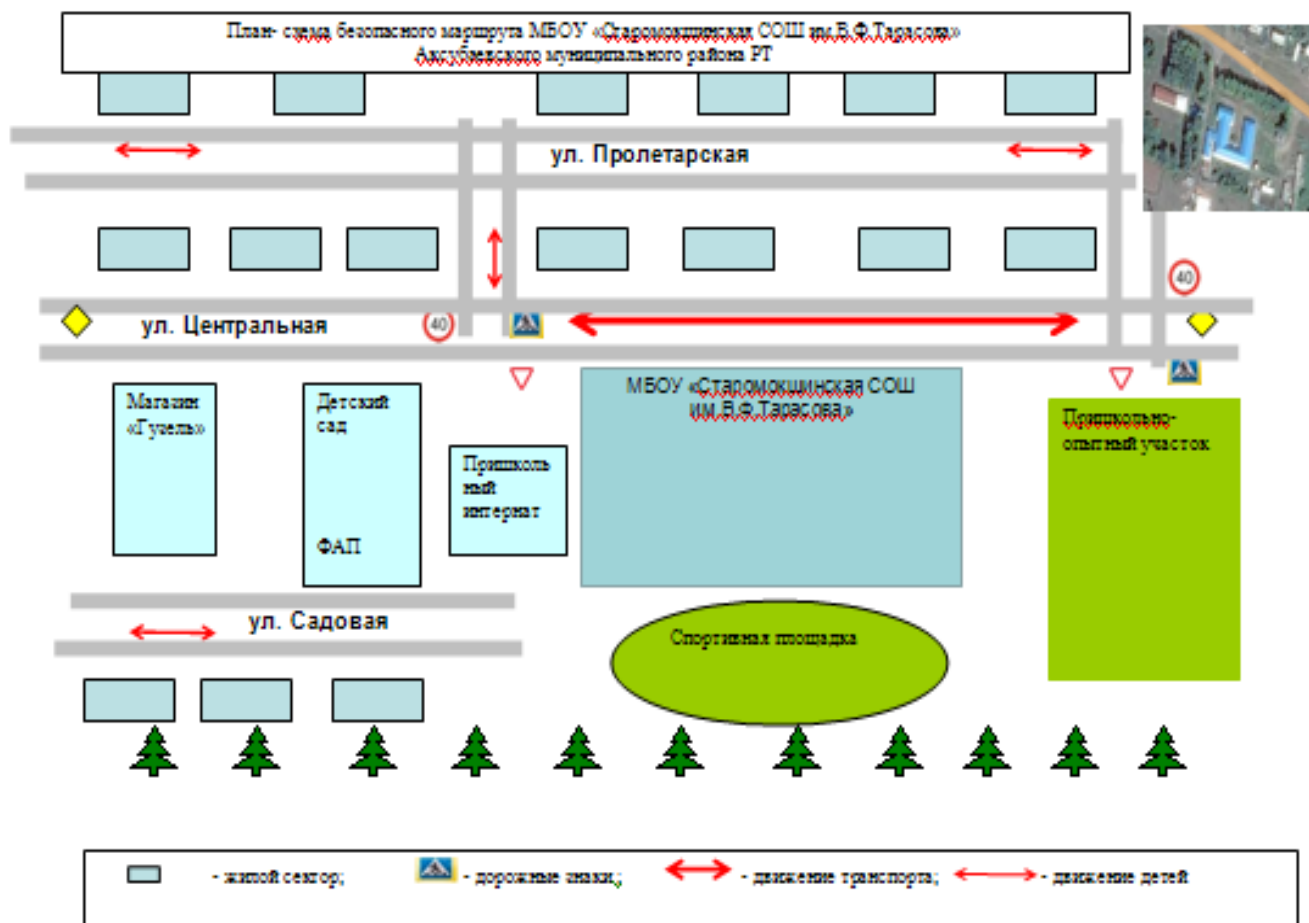 План- схема безопасного маршрута МБОУ «Старомокшинская СОШ им.В.Ф.Тарасова»
Аксубаевского муниципального района РТ
ул. Пролетарская
40
ул. Центральная
40
Магазин
«Гугель»
Детский
сад
ФАП
Пришколь
ный
интернат
МБОУ «Старомокшинская СОШ
им.В.Ф.Тарасова»
Пришкольно-
опытный участок
ул. Садовая
Спортивная площадка
- жилой сектор;
- дорожные знаки,;
- движение транспорта;
- движение детей